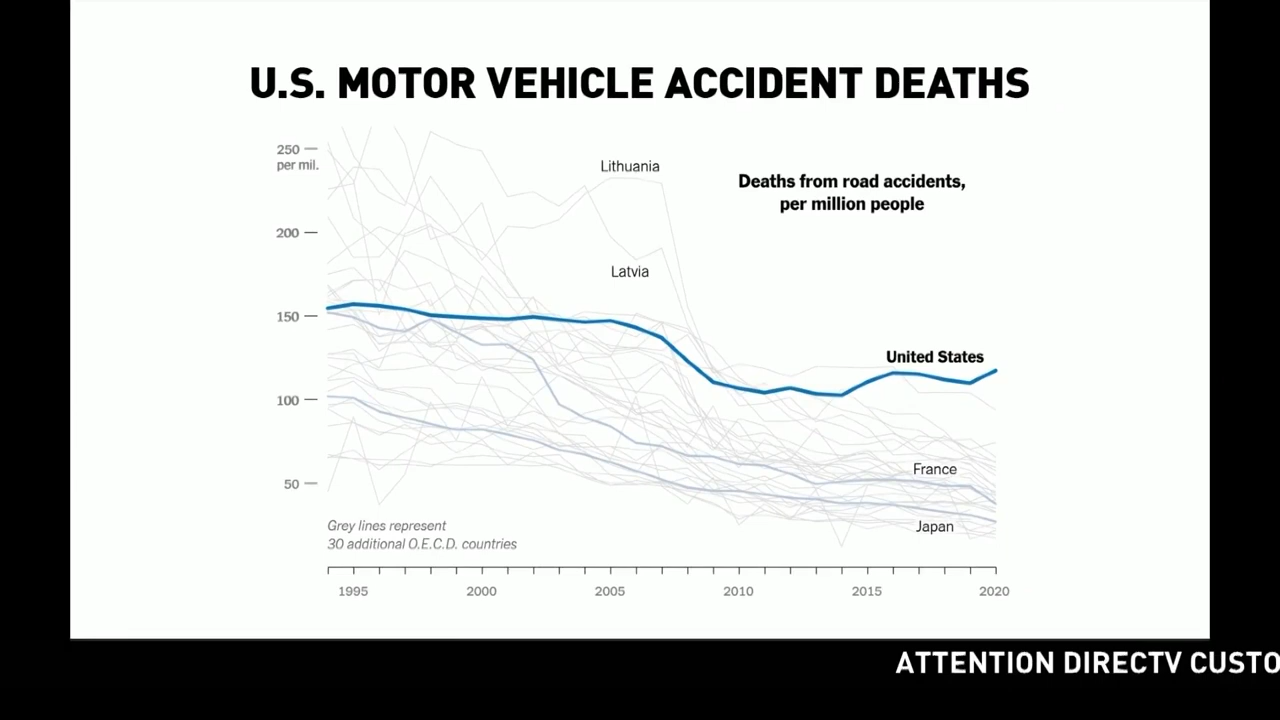 U.S. MOTOR VEHICLE ACCIDENT DEATHS
250
per mil.
Lithuania
Deaths from road accidents,
per million people
200
Latvia
150
United States
100
France
50
Japan
Grey lines represent
30 additional O.E.C.D. countries
1995 2000 2005 2010 2015 2020
ATTENTION DIRECTV CUSTO